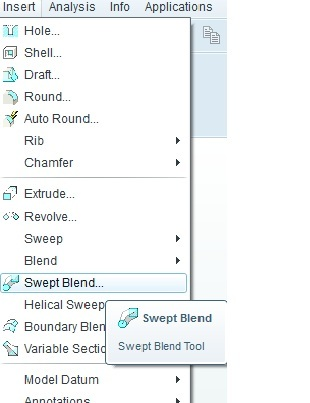 Insert Analysis Info Applications
Hole...
Shell...
Draft...
Round...
Auto Round...
Rib
Chamfer
Extrude...
Revolve...
Sweep
Blend
Swept Blend...
Helical Sweep
Swept Blend
Boundary Blen
Swept Blend Tool
Variable Sectio
Model Datum
Annotations